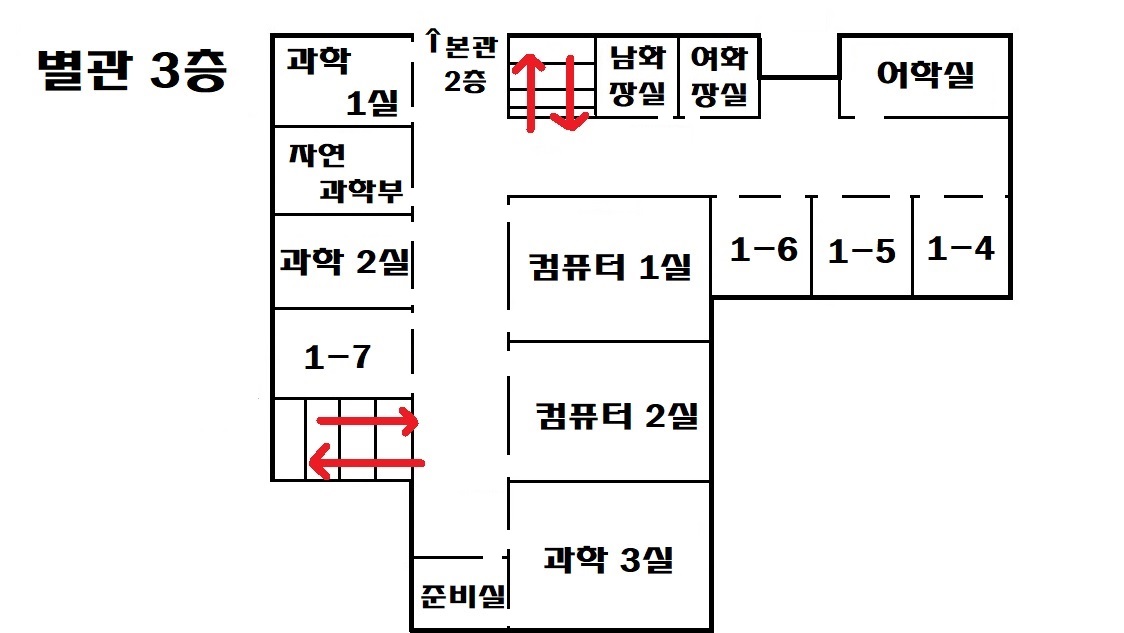 별관 3층
과학
1실
↑본관
2층
남화
장실
여화
장실
어학실
자연
과학부
과학 2실
컴퓨터 1실
1-6
1-5
1-4
1-7
컴퓨터 2실
과학 3실
준비실